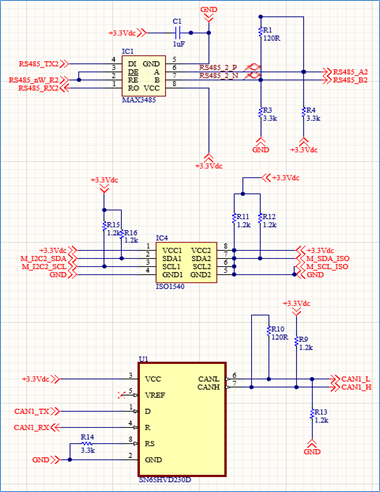 GND
C1
+3.3Vdc
1uF
R1
120R
IC1
RS485_TX2
4 DI GND 5
RS485_2_P
3 DE A 6
RS485_A2
RS485_nW_R2
2 RE B 7
RS485_2_N
RS485_B2
RS485_RX2
1 RO VCC 8
MAX3485
R3
3.3k
R4
3.3k
GND
+3.3Vdc
+3.3Vdc
+3.3Vdc
+3.3Vdc
R15
1.2k
R16
1.2k
R11
1.2k
R12
1.2k
IC4
+3.3Vdc
1 VCC1 VCC2 8
+3.3Vdc
M_I2C2_SDA
2 SDA1 SDA2 7
M_SDA_ISO
M_I2C2_SCL
3 SCL1 SCL2 6
M_SCL_ISO
GND
4 GND1 GND2 5
GND
ISO1540
+3.3Vdc
R10
120R
R9
1.2k
U1
+3.3Vdc
3 VCC
CANL 6
CAN1_L
5 VREF
CANH 7
CAN1_H
CAN1_TX
1 D
CAN1_RX
4 R
R13
1.2k
R14
3.3k
8 RS
GND
2 GND
GND
SN65HVD230D